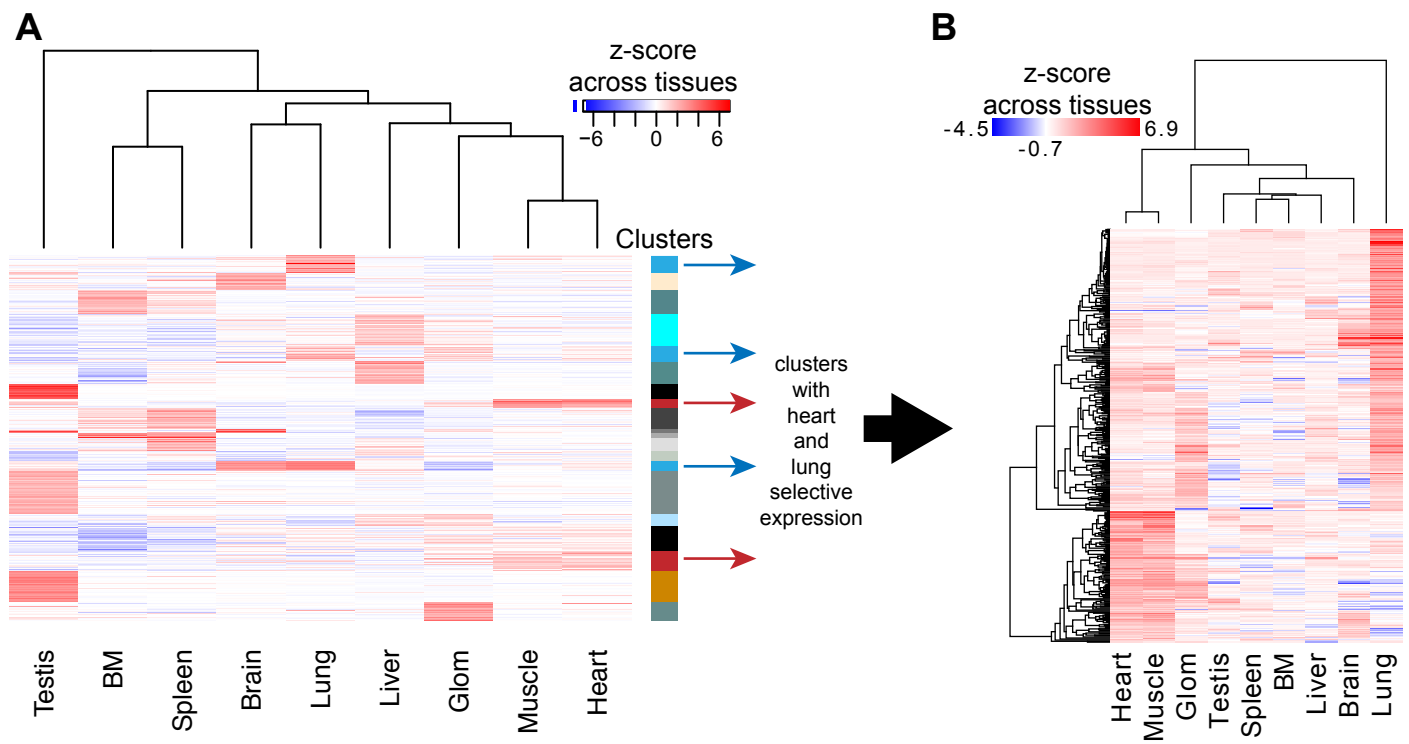 A
z-score
across tissues
−6 0 6
Clusters
clusters
with
heart
and
lung
selective
expression
Testis BM Spleen Brain Lung Liver Glom Muscle Heart
B
z-score
across tissues
-4.5 6.9
-0.7
Heart Muscle Glom Testis Spleen BM Liver Brain Lung